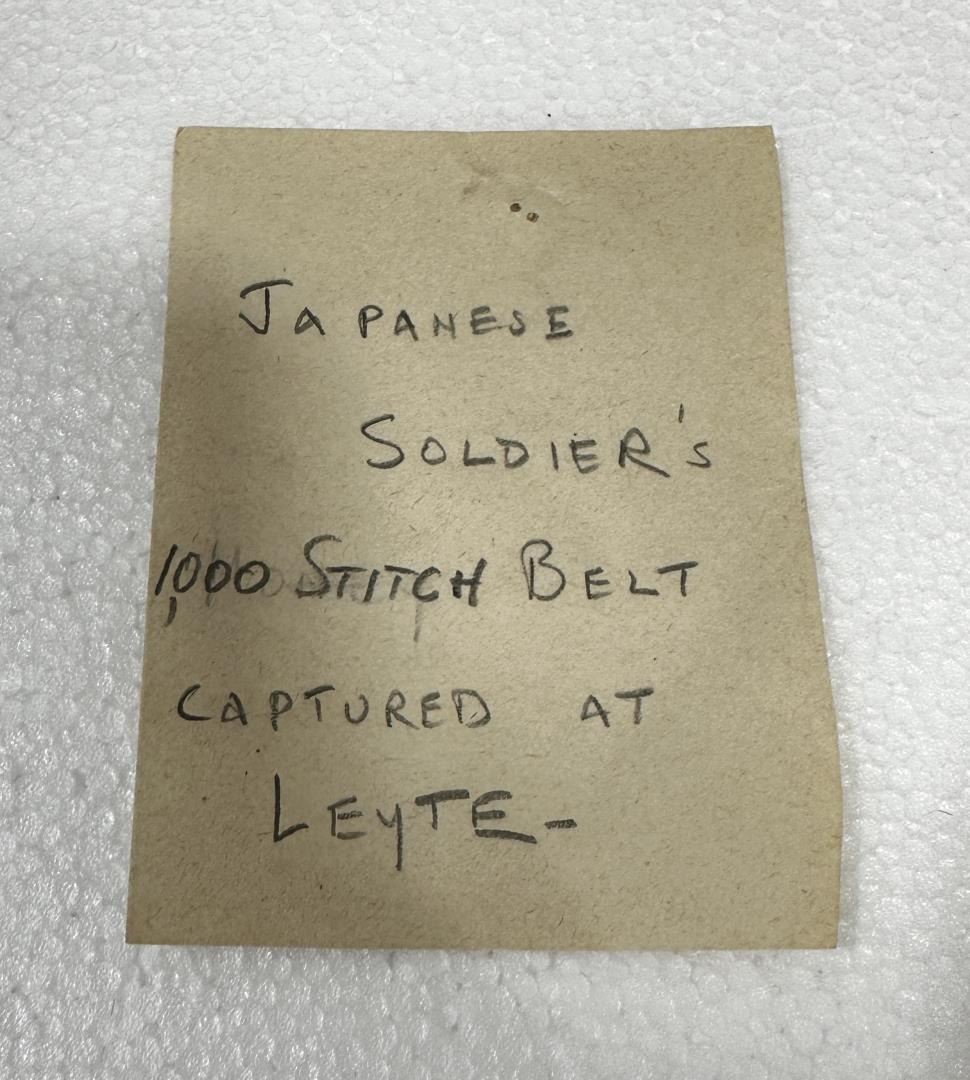 JAPANESE
SOLDIER'S
1,000 STITCH BELT
CAPTURED AT
LEYTE-